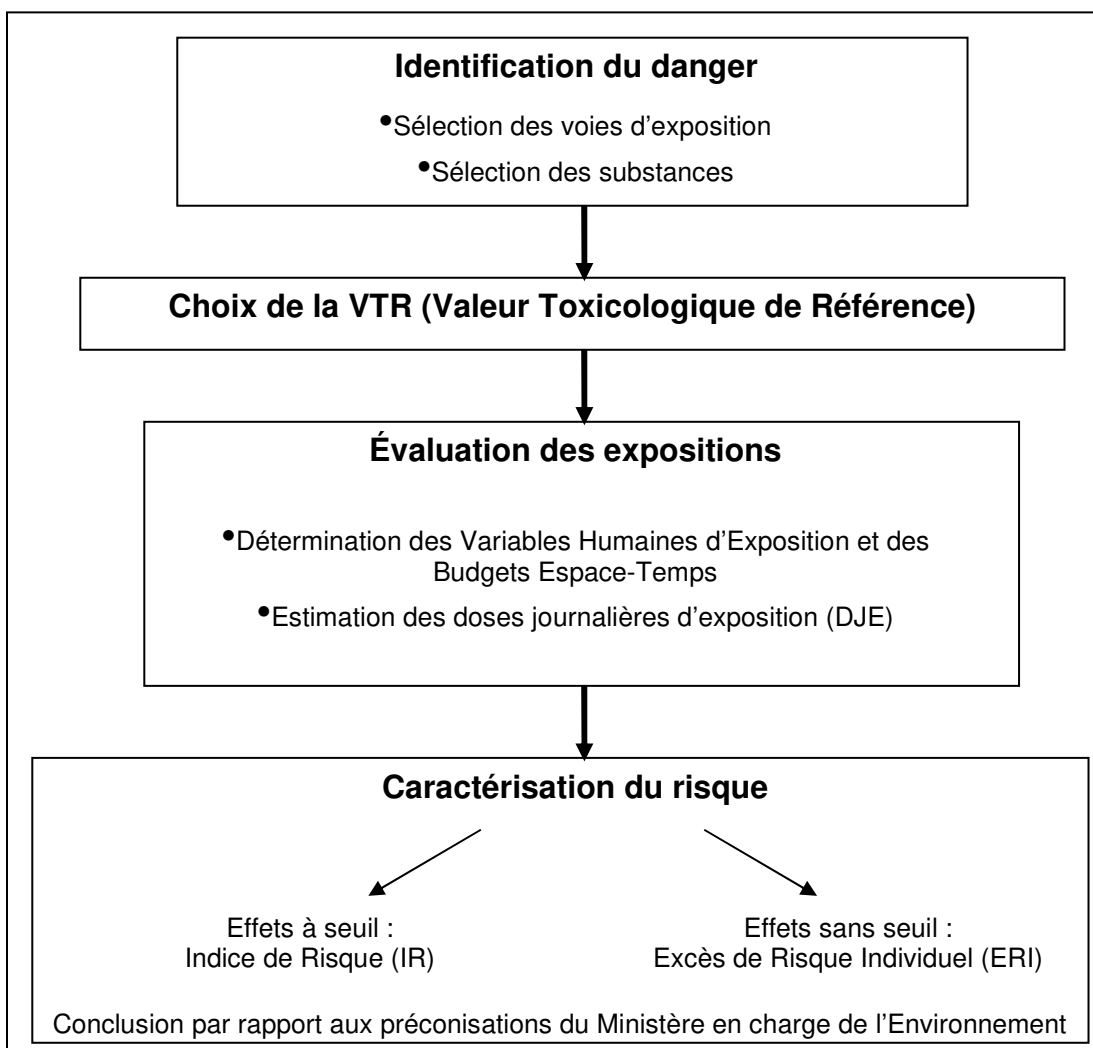 Identification du danger
•Sélection des voies d'exposition
•Sélection des substances
Choix de la VTR (Valeur Toxicologique de Référence)
Évaluation des expositions
•Détermination des Variables Humaines d'Exposition et des
Budgets Espace-Temps
•Estimation des doses journalières d'exposition (DJE)
Caractérisation du risque
Effets à seuil :
Indice de Risque (IR)
Effets sans seuil :
Excès de Risque Individuel (ERI)
Conclusion par rapport aux préconisations du Ministère en charge de l'Environnement